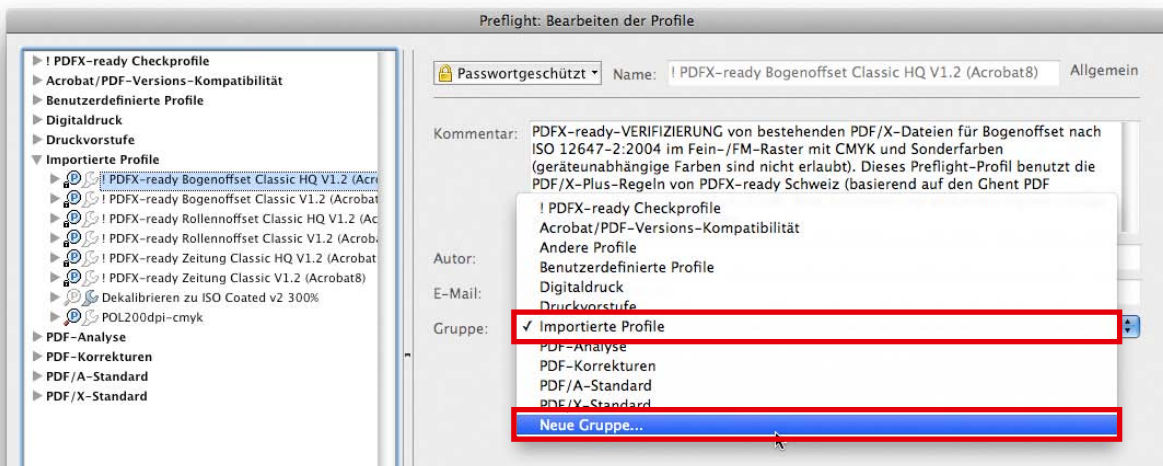 Preflight: Bearbeiten der Profile
! PDFX-ready Checkprofile
Acrobat/PDF-Versions-Kompatibilität
Benutzerdefinierte Profile
Digitaldruck
Druckvorstufe
Importierte Profile
! PDFX-ready Bogenoffset Classic HQ V1.2 (Acro
! PDFX-ready Bogenoffset Classic V1.2 (Acrobat
! PDFX-ready Rollennoffset Classic HQ V1.2 (Ac
! PDFX-ready Rollennoffset Classic V1.2 (Acroba
! PDFX-ready Zeitung Classic HQ V1.2 (Acrobat
! PDFX-ready Zeitung Classic V1.2 (Acrobat8)
Dekalibrieren zu ISO Coated v2 300%
POL200dpi-cmyk
PDF-Analyse
PDF-Korrekturen
PDF/A-Standard
PDF/X-Standard
Passwortgeschützt
Name: ! PDFX-ready Bogenoffset Classic HQ V1.2 (Acrobat8)
Allgemein
Kommentar: PDFX-ready-VERIFIZIERUNG von bestehenden PDF/X-Dateien für Bogenoffset nach
ISO 12647-2:2004 im Fein-/FM-Raster mit CMYK und Sonderfarben
(geräteunabhängige Farben sind nicht erlaubt). Dieses Preflight-Profil benutzt die
PDF/X-Plus-Regeln von PDFX-ready Schweiz (basierend auf den Ghent PDF
Autor:
E-Mail:
Gruppe:
! PDFX-ready Checkprofile
Acrobat/PDF-Versions-Kompatibilität
Andere Profile
Benutzerdefinierte Profile
Digitaldruck
Druckvorstufe
✓ Importierte Profile
PDF-Analyse
PDF-Korrekturen
PDF/A-Standard
PDF/X-Standard
Neue Gruppe...